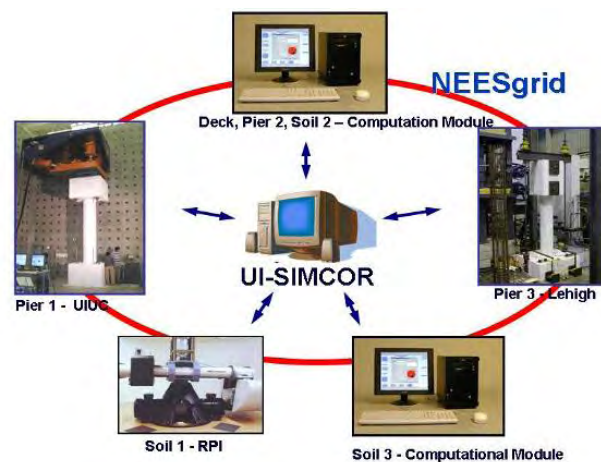 NEESgrid
Deck, Pier 2, Soil 2 – Computation Module
UI-SIMCOR
Pier 1 - UIUC
Pier 3 - Lehigh
Soil 1 - RPI
Soil 3 - Computational Module